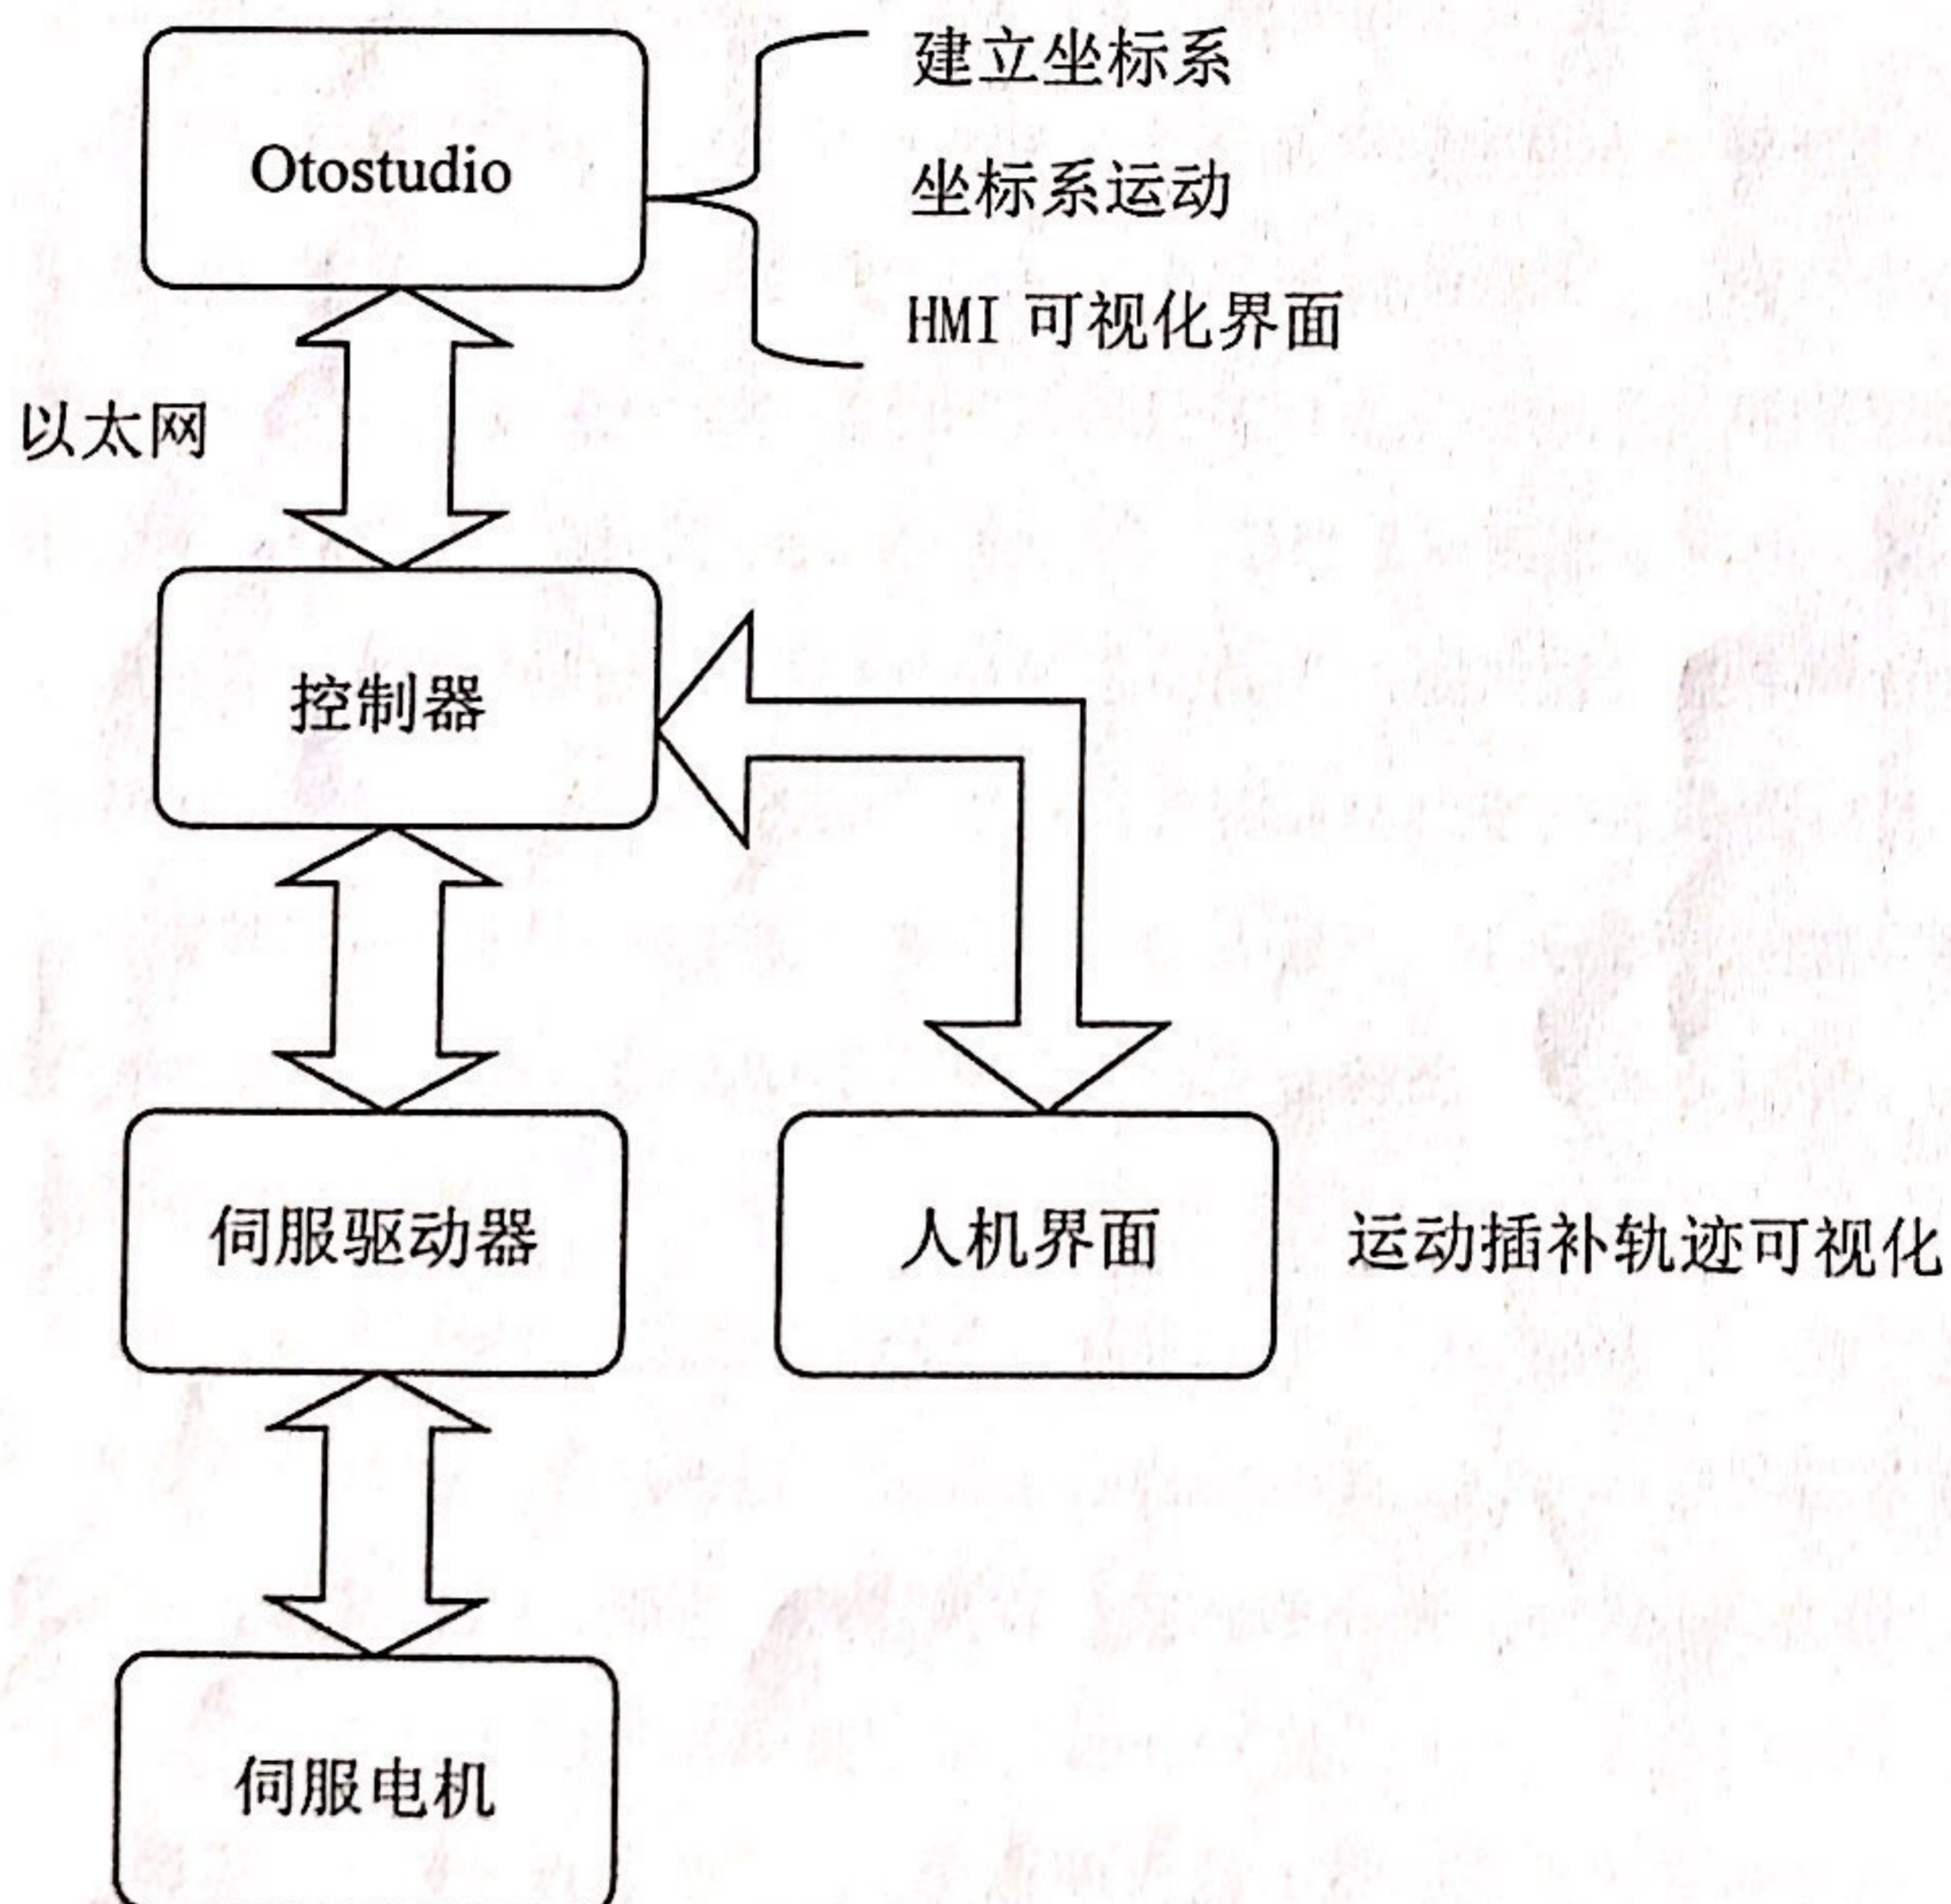 建立坐标系
Otostudio
坐标系运动
HMI 可视化界面
以太网
控制器
伺服驱动器
人机界面
运动插补轨迹可视化
伺服电机